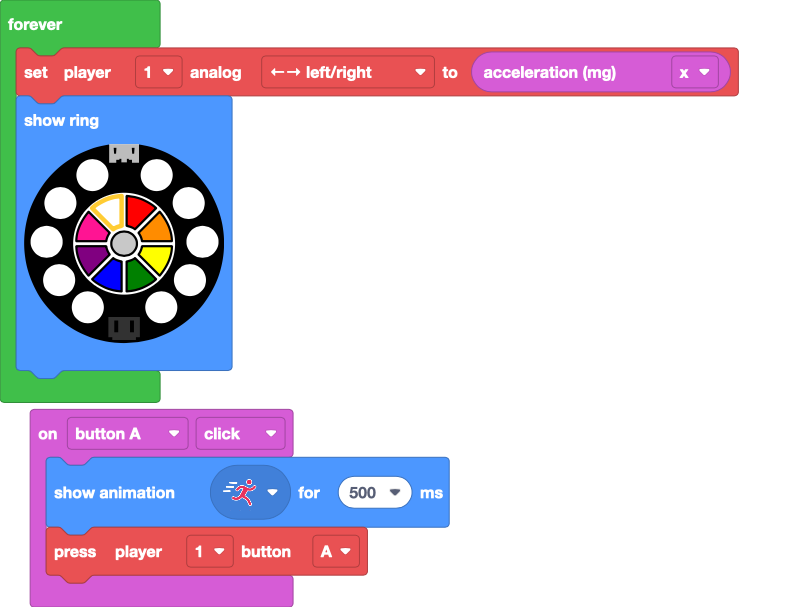 forever
set player 1 analog ←→ left/right to acceleration (mg) x
show ring
on button A click
show animation for 500 ms
press player 1 button A